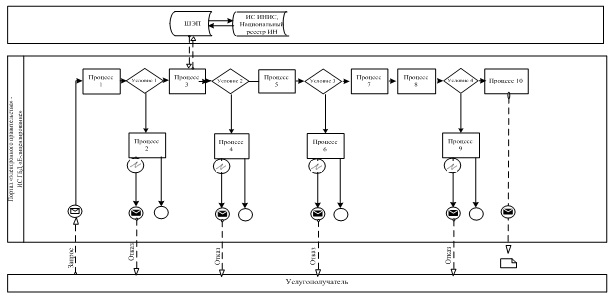 ШЭП
ИС ИНИС,
Национальный
реестр ИН
Процесс
1
Условие 1
Процесс
3
Условие 2
Процесс
5
Условие 3
Процесс
7
Процесс
8
Условие 4
Процесс 10
Процесс
2
Процесс
4
Процесс
6
Процесс
9
Портал «электронного правительства» -
ИС ГБД «Е-лицензирование»
Запрос
Отказ
Отказ
Отказ
Отказ
Услугополучатель